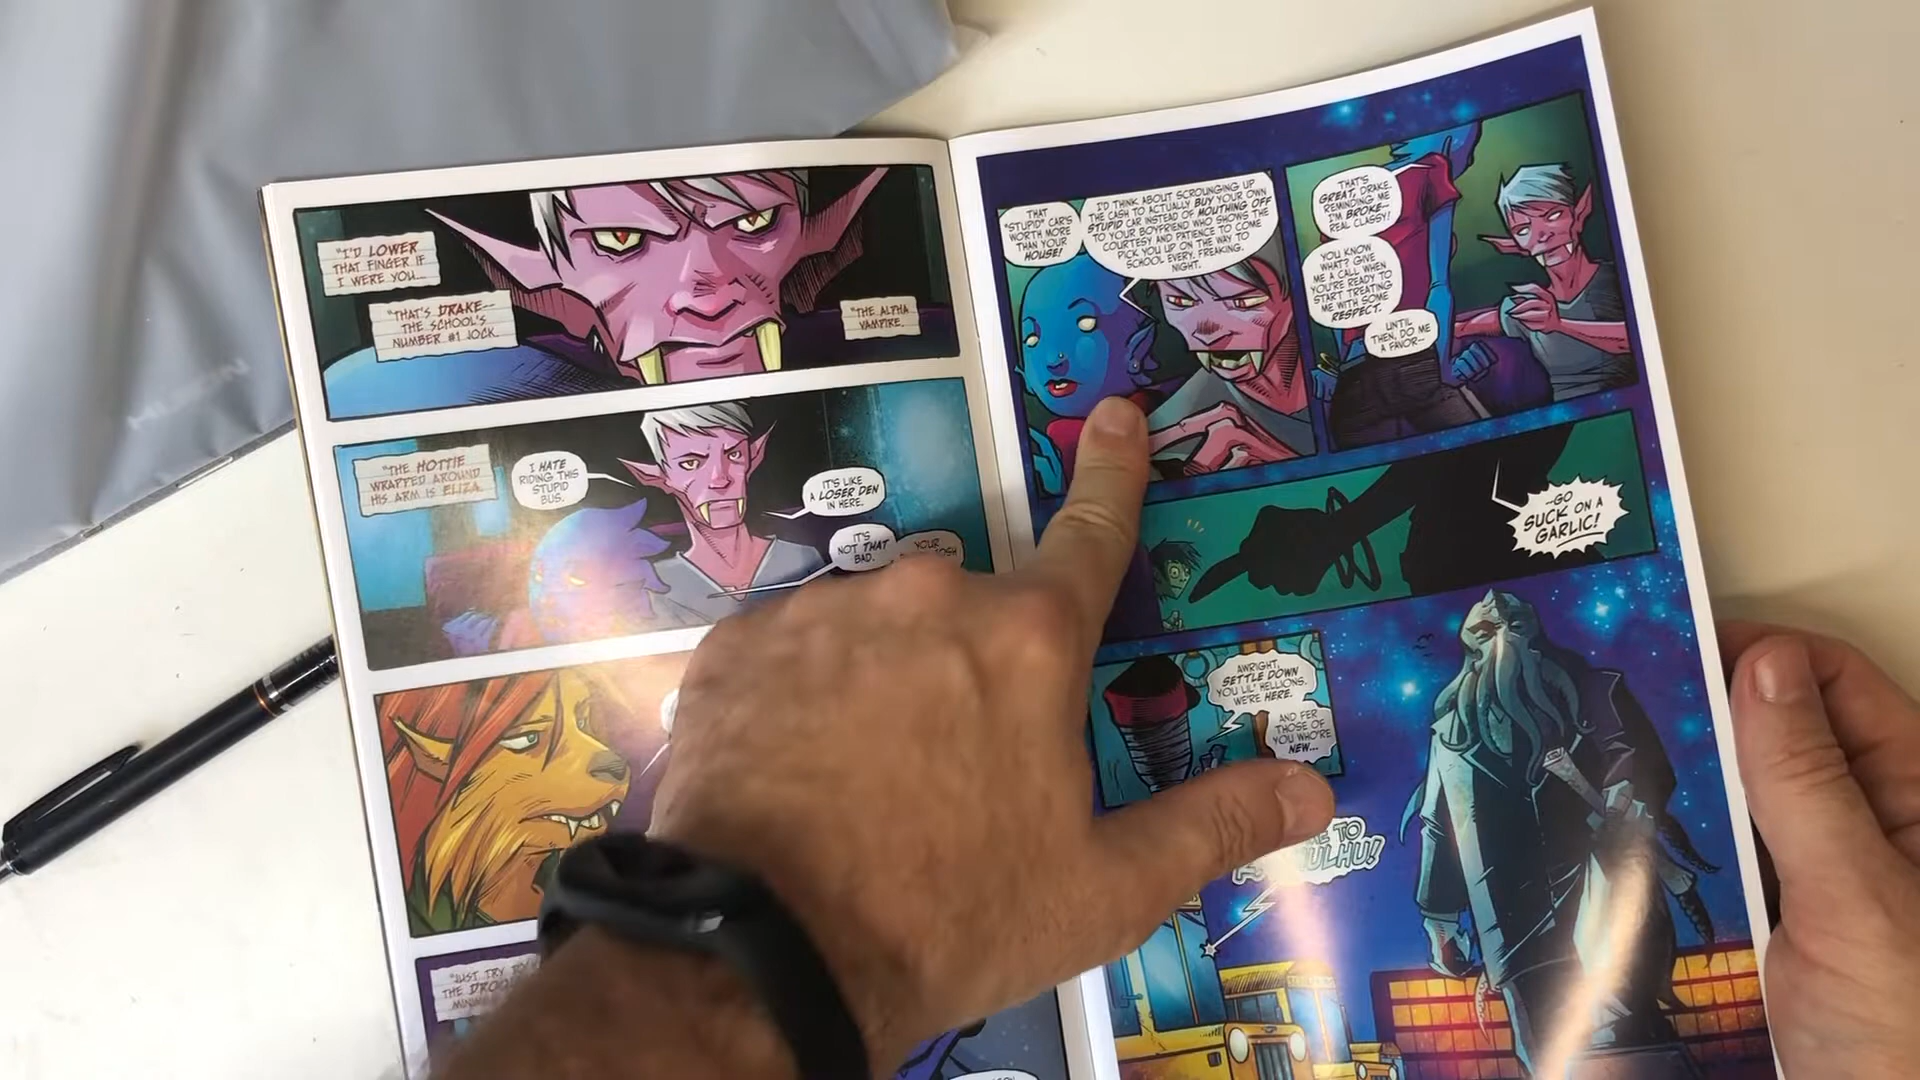 "I'D LOWER
THAT FINGER IF
I WERE YOU...
"THAT'S DRAKE--
THE SCHOOL'S
NUMBER #1 JOCK.
"THE ALPHA
VAMPIRE.
"THE HOTTIE
WRAPPED AROUND
HIS ARM IS ELIZA.
I HATE
RIDING THIS
STUPID
BUS.
IT'S LIKE
A LOSER DEN
IN HERE.
IT'S
NOT THAT
BAD.
YOUR
"JUST TRY
THE
THAT
"STUPID" CAR'S
WORTH MORE
THAN YOUR
HOUSE!
I'D THINK ABOUT SCROUNGING UP
THE CASH TO ACTUALLY BUY YOUR OWN
STUPID CAR INSTEAD OF MOUTHING OFF
TO YOUR BOYFRIEND WHO SHOWS THE
COURTESY AND PATIENCE TO COME
PICK YOU UP ON THE WAY TO
SCHOOL EVERY. FREAKING.
NIGHT.
THAT'S
GREAT, DRAKE.
REMINDING ME
I'M BROKE--
REAL CLASSY!
YOU KNOW
WHAT? GIVE
ME A CALL WHEN
YOU'RE READY TO
START TREATING
ME WITH SOME
RESPECT.
UNTIL
THEN, DO ME
A FAVOR--
--GO
SUCK ON A
GARLIC!
AWRIGHT,
SETTLE DOWN
YOU LIL' HELLIONS.
WE'RE HERE.
AND FER
THOSE OF
YOU WHO'RE
NEW...
TO